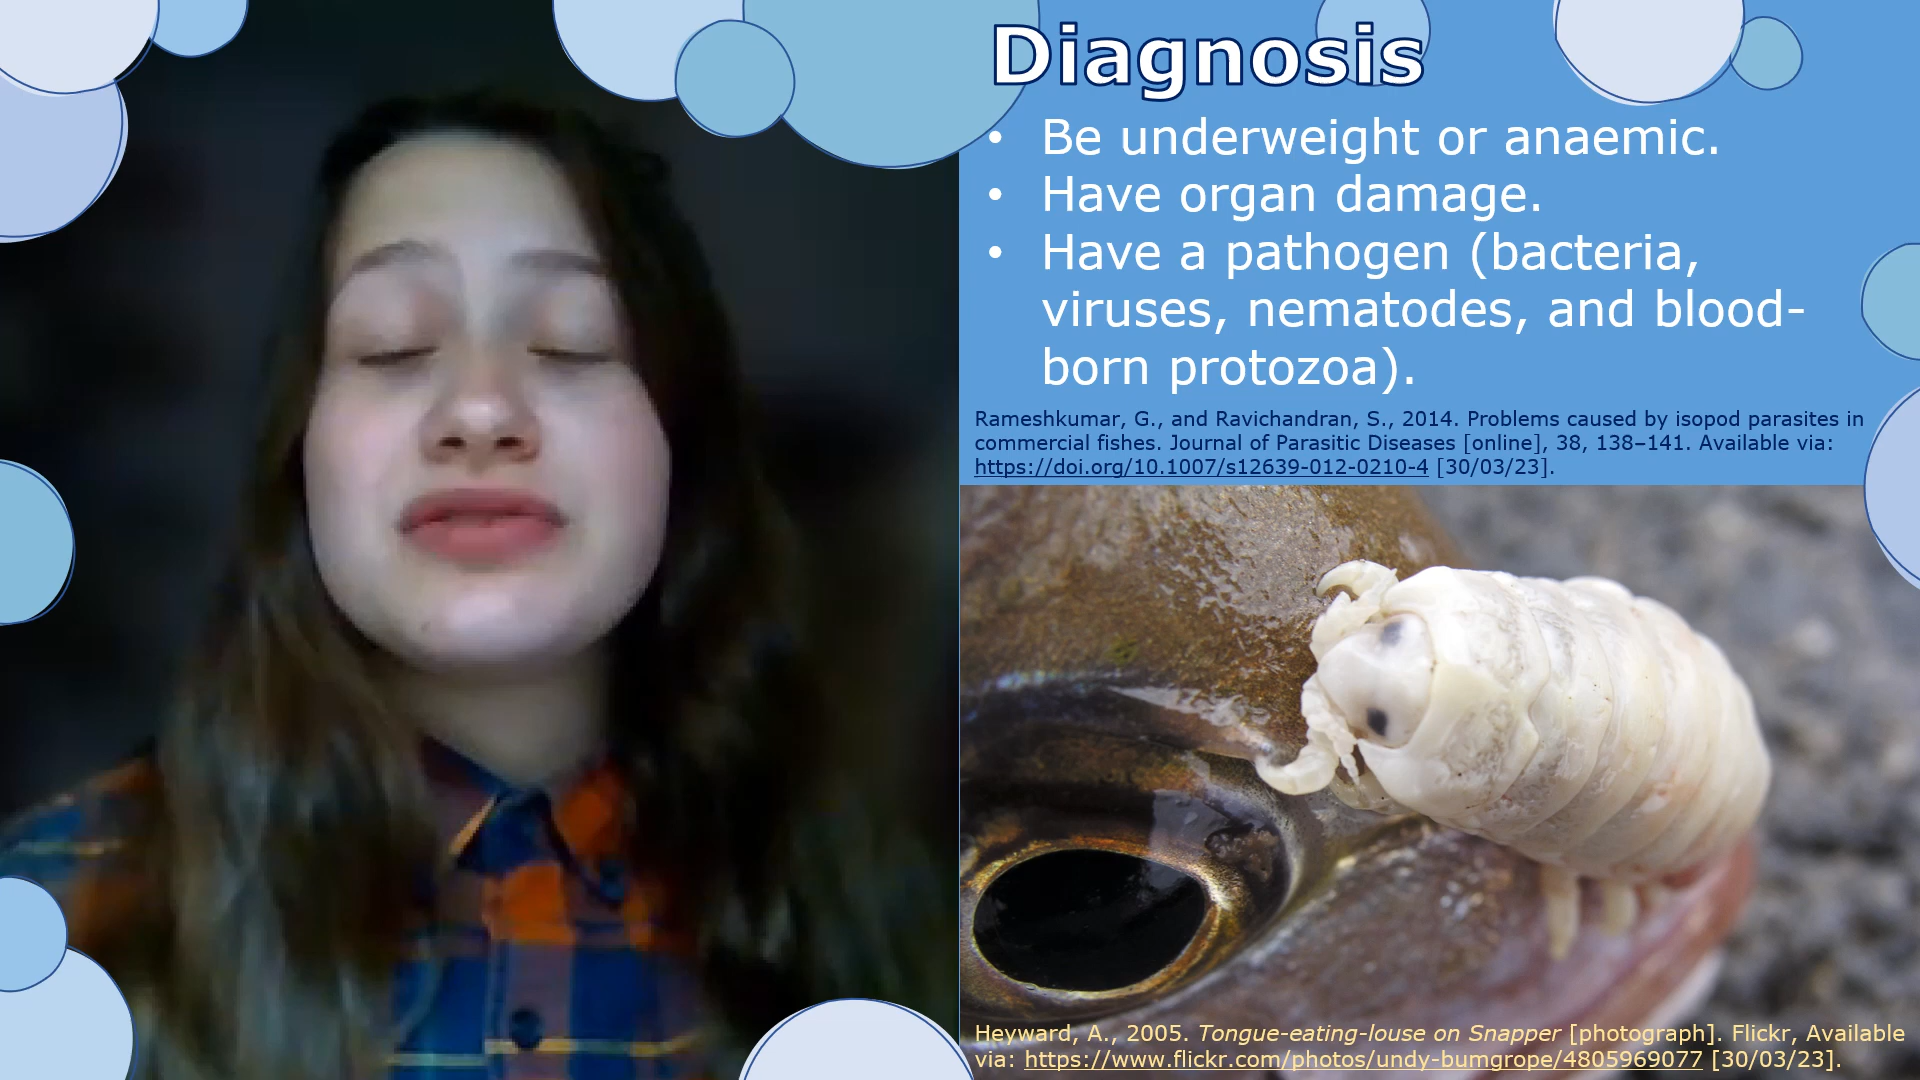 Diagnosis
• Be underweight or anaemic.
• Have organ damage.
• Have a pathogen (bacteria,
viruses, nematodes, and blood-
born protozoa).
Rameshkumar, G., and Ravichandran, S., 2014. Problems caused by isopod parasites in
commercial fishes. Journal of Parasitic Diseases [online], 38, 138–141. Available via:
https://doi.org/10.1007/s12639-012-0210-4 [30/03/23].
Heyward, A., 2005. Tongue-eating-louse on Snapper [photograph]. Flickr, Available
via: https://www.flickr.com/photos/undy-bumgrope/4805969077 [30/03/23].